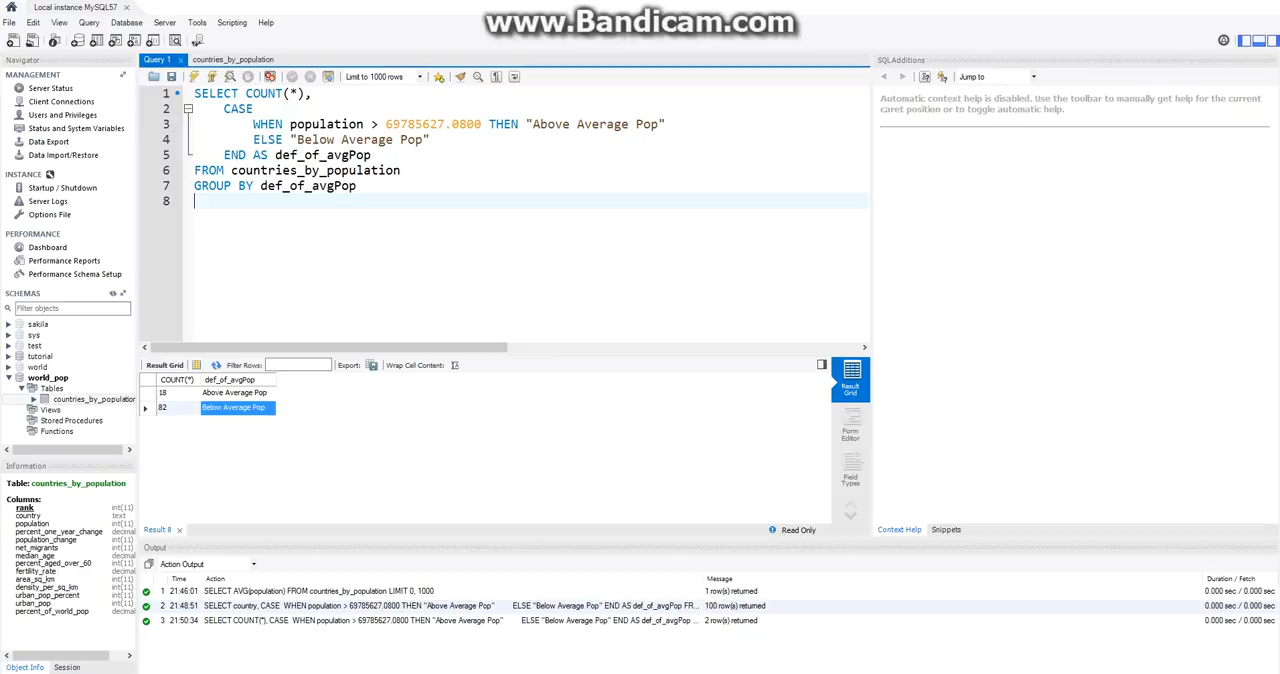 Local instance MySQL57 ×
www.Bandicam.com
File Edit View Query Database Server Tools Scripting Help
Navigator
MANAGEMENT
Server Status
Client Connections
Users and Privileges
Status and System Variables
Data Export
Data Import/Restore
INSTANCE
Startup / Shutdown
Server Logs
Options File
PERFORMANCE
Dashboard
Performance Reports
Performance Schema Setup
SCHEMAS
Filter objects
sakila
sys
test
tutorial
world
world_pop
Tables
countries_by_population
Views
Stored Procedures
Functions
Information
Table: countries_by_population
Columns:
rank int(11)
country text
population int(11)
percent_one_year_change decimal
population_change int(11)
net_migrants int(11)
median_age decimal
percent_aged_over_60 decimal
fertility_rate decimal
area_sq_km int(11)
density_per_sq_km int(11)
urban_pop_percent int(11)
urban_pop int(11)
percent_of_world_pop decimal
Object Info Session
Query 1 × countries_by_population
Limit to 1000 rows
1 SELECT COUNT(*),
2 CASE
3 WHEN population > 69785627.0800 THEN "Above Average Pop"
4 ELSE "Below Average Pop"
5 END AS def_of_avgPop
6 FROM countries_by_population
7 GROUP BY def_of_avgPop
8
Result Grid Filter Rows: Export: Wrap Cell Content:
COUNT(*) def_of_avgPop
18 Above Average Pop
82 Below Average Pop
Result Grid
Form Editor
Field Types
Result 8 × Read Only
SQLAdditions
Jump to
Automatic context help is disabled. Use the toolbar to manually get help for the current
caret position or to toggle automatic help.
Context Help Snippets
Output
Action Output
Time Action Message Duration / Fetch
1 21:46:01 SELECT AVG(population) FROM countries_by_population LIMIT 0, 1000 1 row(s) returned 0.000 sec / 0.000 sec
2 21:48:51 SELECT country, CASE WHEN population > 69785627.0800 THEN "Above Average Pop" ELSE "Below Average Pop" END AS def_of_avgPop FR... 100 row(s) returned 0.000 sec / 0.000 sec
3 21:50:34 SELECT COUNT(*), CASE WHEN population > 69785627.0800 THEN "Above Average Pop" ELSE "Below Average Pop" END AS def_of_avgPop ... 2 row(s) returned 0.000 sec / 0.000 sec